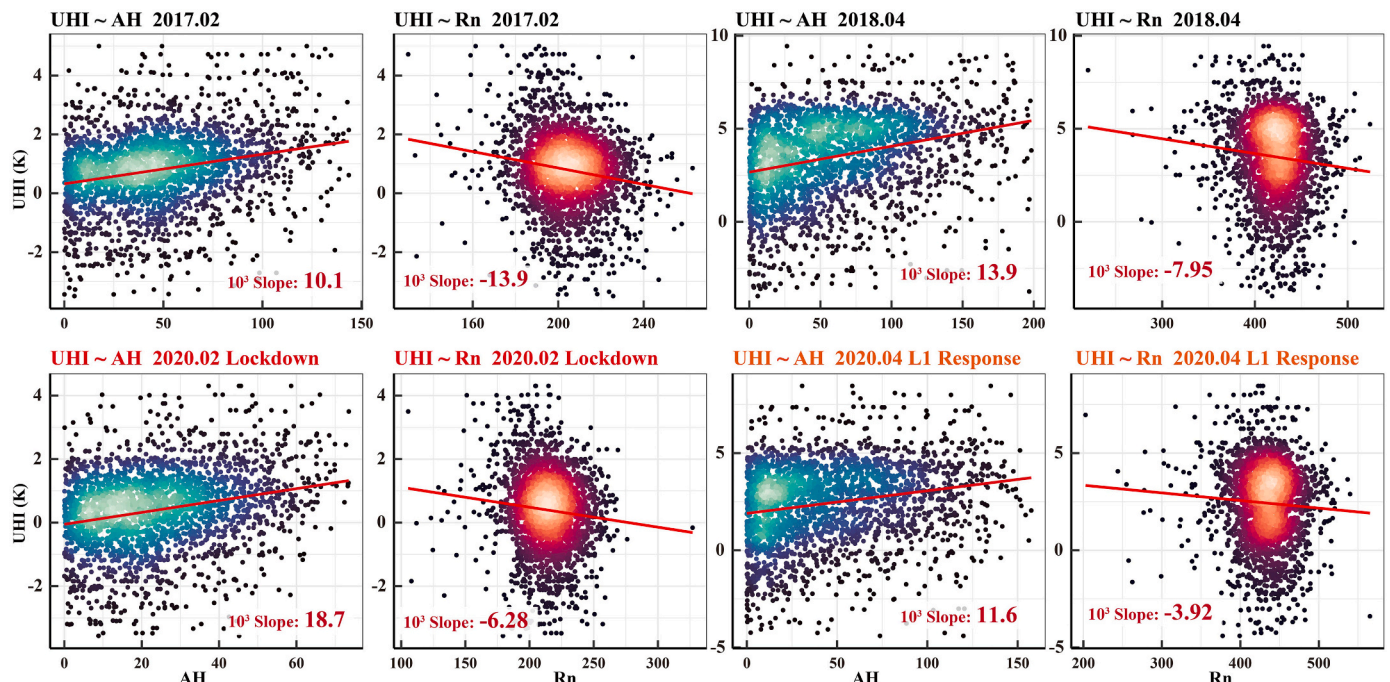 UHI ~ AH 2017.02
UHI ~ Rn 2017.02
UHI ~ AH 2018.04
UHI ~ Rn 2018.04
UHI (K)
4
2
0
-2
10³ Slope: 10.1
0
50
100
150
4
2
0
-2
10³ Slope: -13.9
160
200
240
10
5
0
10³ Slope: 13.9
0
50
100
150
200
10
5
0
10³ Slope: -7.95
200
300
400
500
UHI ~ AH 2020.02 Lockdown
UHI ~ Rn 2020.02 Lockdown
UHI ~ AH 2020.04 L1 Response
UHI ~ Rn 2020.04 L1 Response
UHI (K)
4
2
0
-2
10³ Slope: 18.7
0
20
40
60
AH
4
2
0
-2
10³ Slope: -6.28
100
150
200
250
300
Rn
5
0
-5
10³ Slope: 11.6
0
50
100
150
AH
5
0
-5
10³ Slope: -3.92
200
300
400
500
Rn